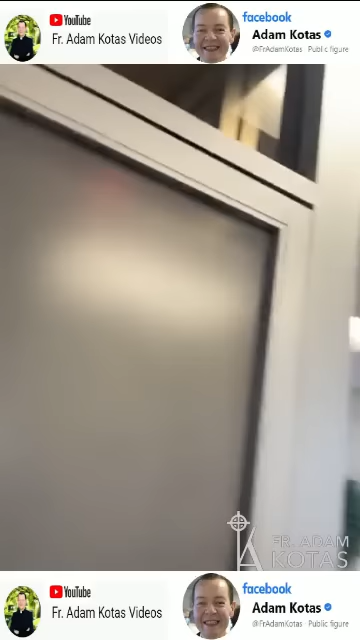 YouTube
Fr. Adam Kotas Videos
facebook
Adam Kotas
@FrAdamKotas · Public figure
FR. ADAM
KOTAS
YouTube
Fr. Adam Kotas Videos
facebook
Adam Kotas
@FrAdamKotas · Public figure